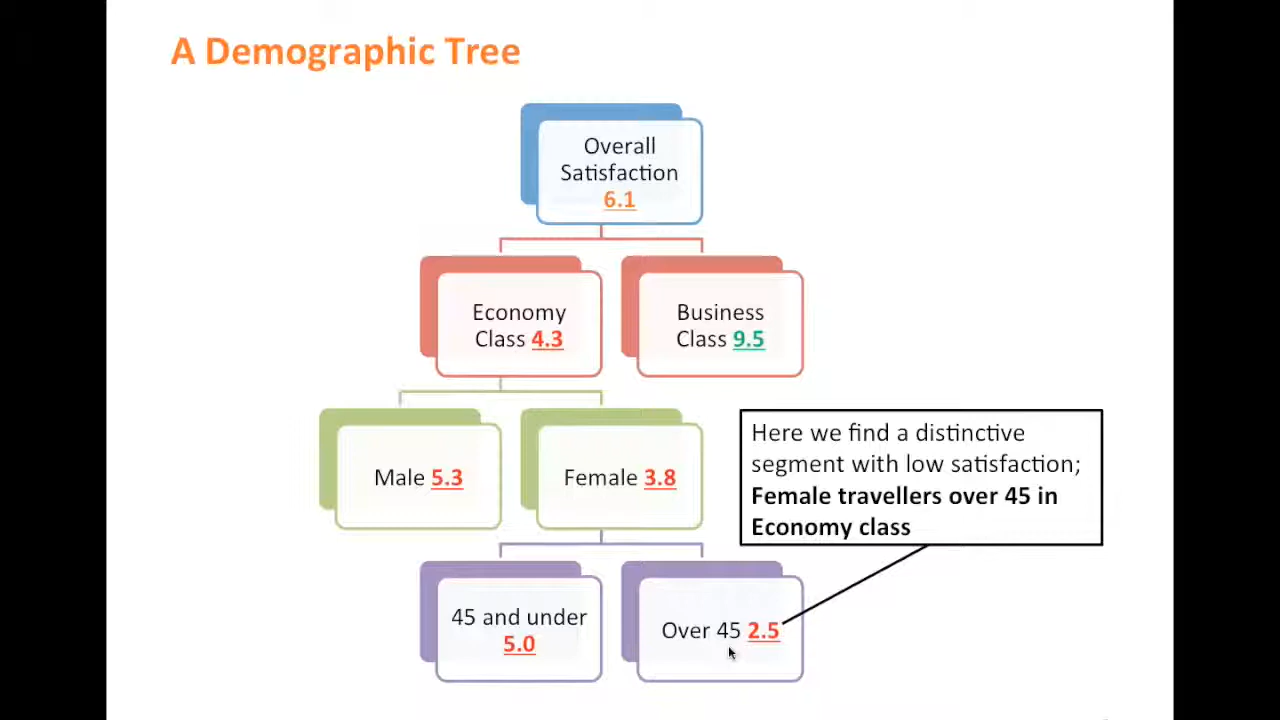 A Demographic Tree
Overall
Satisfaction
6.1
Economy
Class 4.3
Business
Class 9.5
Male 5.3
Female 3.8
Here we find a distinctive
segment with low satisfaction;
Female travellers over 45 in
Economy class
45 and under
5.0
Over 45 2.5